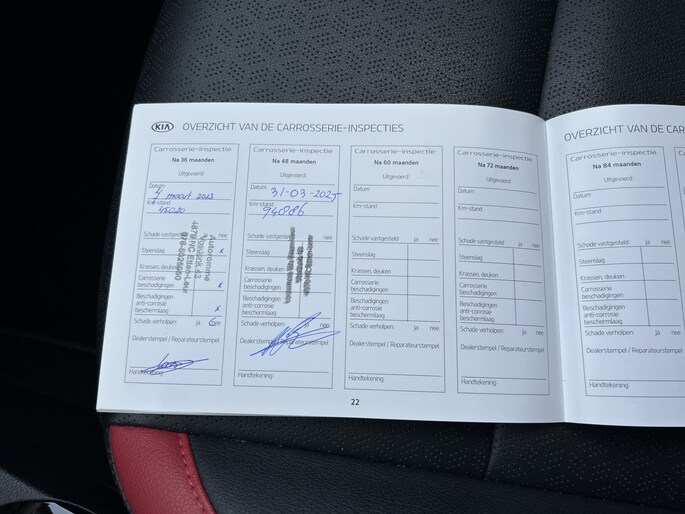 KIA OVERZICHT VAN DE CARROSSERIE-INSPECTIES
Carrosserie-inspectie
Na 36 maanden
Uitgevoerd:
Datum
7 maart 2023
Km-stand
45020
Schade vastgesteld: ja nee
Steenslag x
Krassen, deuken
Carrosserie
beschadigingen x
Beschadigingen
anti-corrosie
beschermlaag x
Schade verholpen: ja nee
Dealerstempel / Reparateurstempel
Handtekening
Autoromme
4879 NC Etten-Leur
Carrosserie-inspectie
Na 48 maanden
Uitgevoerd:
Datum 31-03-2025
Km-stand
94086
Schade vastgesteld: ja nee
Steenslag
Krassen, deuken
Carrosserie
beschadigingen
Beschadigingen
anti-corrosie
beschermlaag
Schade verholpen: nee
Dealerstempel / Reparateurstempel
Handtekening
Carrosserie-inspectie
Na 60 maanden
Uitgevoerd:
Datum
Km-stand
Schade vastgesteld: ja nee
Steenslag
Krassen, deuken
Carrosserie
beschadigingen
Beschadigingen
anti-corrosie
beschermlaag
Schade verholpen: ja nee
Dealerstempel / Reparateurstempel
Handtekening
Carrosserie-inspectie
Na 72 maanden
Uitgevoerd:
Datum
Km-stand
Schade vastgesteld: ja nee
Steenslag
Krassen, deuken
Carrosserie
beschadigingen
Beschadigingen
anti-corrosie
beschermlaag
Schade verholpen: ja nee
Dealerstempel / Reparateurstempel
Handtekening
22
OVERZICHT VAN DE
Carrosserie-inspectie
Na 84 maanden
Uitgevoerd:
Datum
Km-stand
Schade vastgesteld: ja nee
Steenslag
Krassen, deuken
Carrosserie
beschadigingen
Beschadigingen
anti-corrosie
beschermlaag
Schade verholpen: ja nee
Dealerstempel / Reparateurstempel
Handtekening